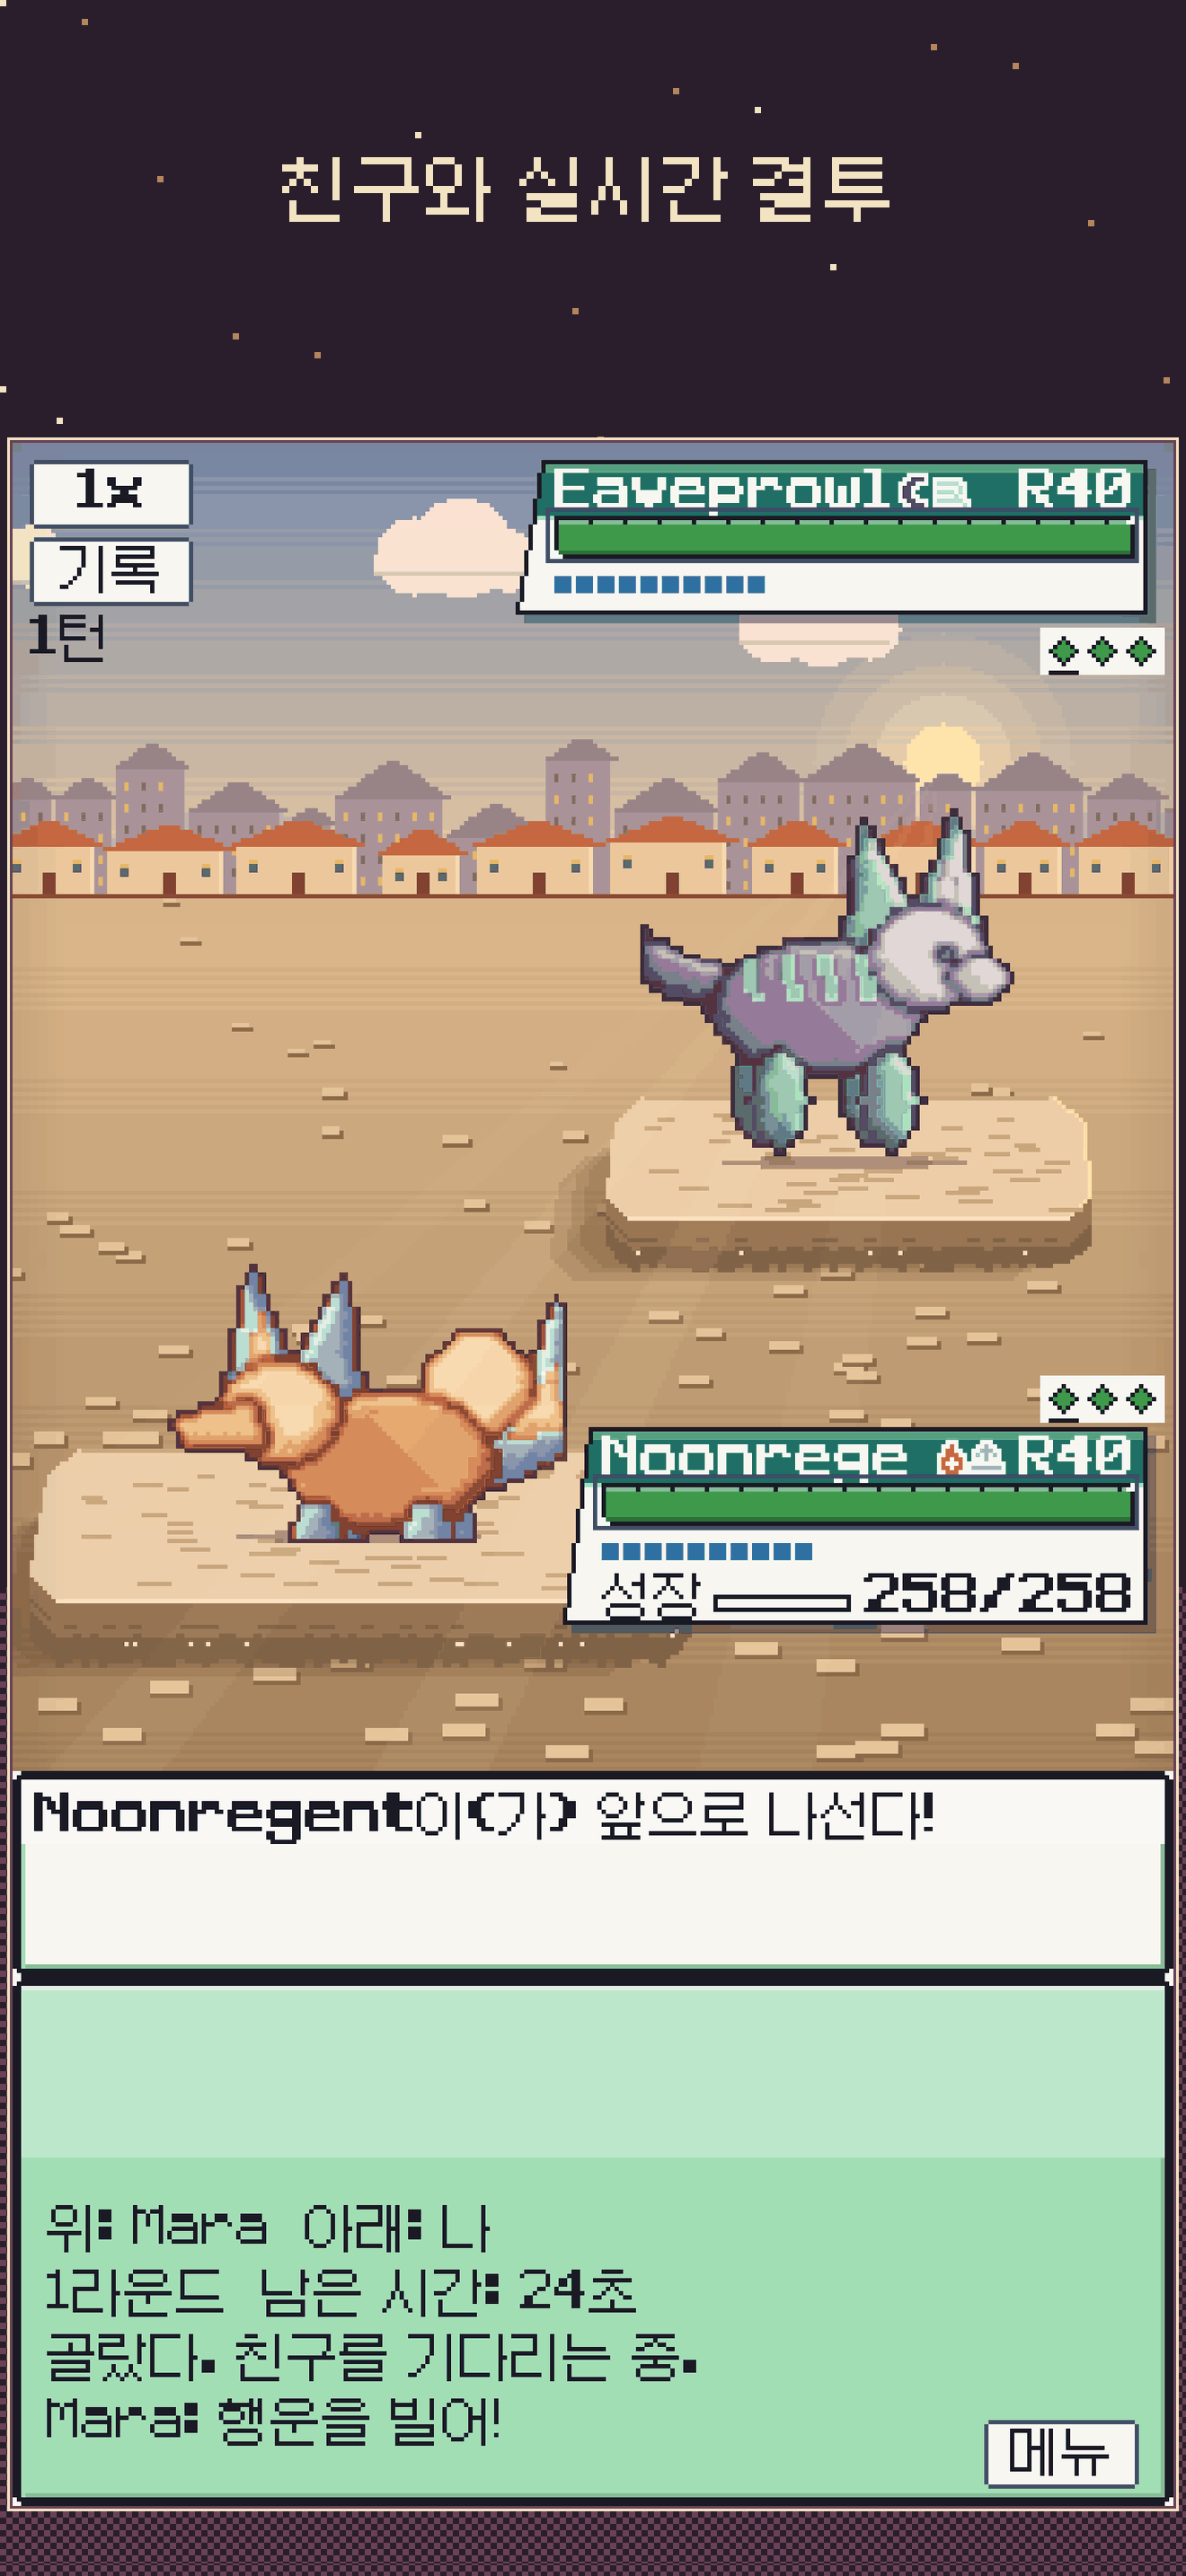 친구와 실시간 결투
1x
Eaveprowl R40
기록
1턴
Noonrege R40
성장 258/258
Noonregent이(가) 앞으로 나선다!
위: Mara 아래: 나
1라운드 남은 시간: 24초
골랐다. 친구를 기다리는 중.
Mara: 행운을 빌어!
메뉴